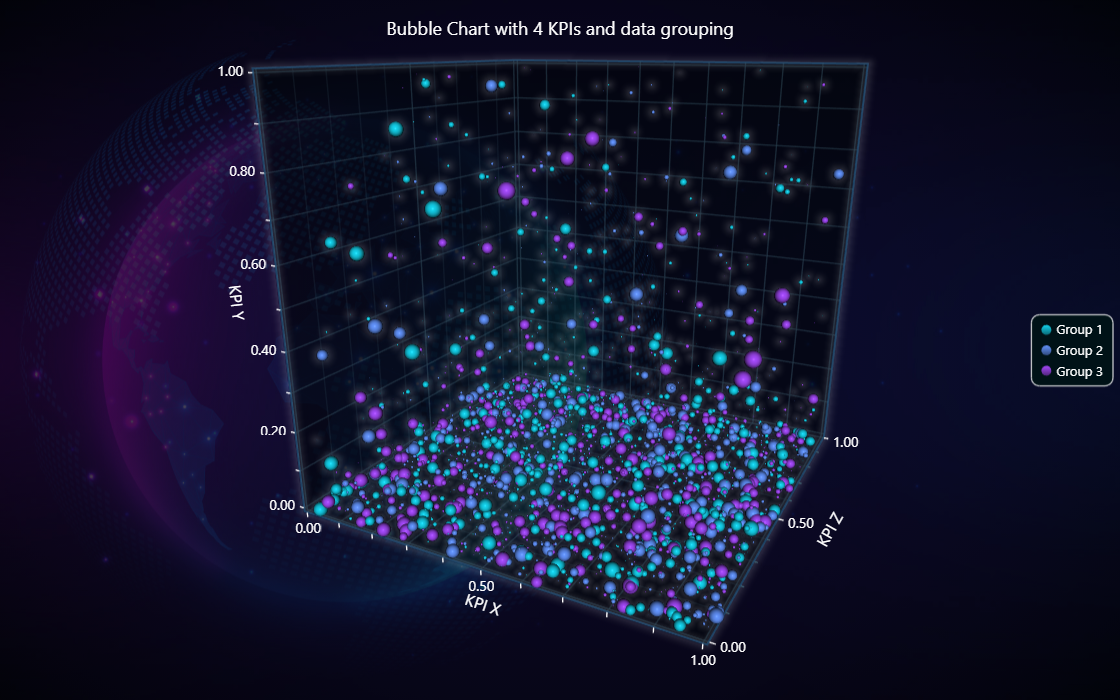 Bubble Chart with 4 KPIs and data grouping
1.00
0.80
0.60
KPI Y
0.40
0.20
0.00
0.00
0.50
KPI X
1.00
0.00
0.50
KPI Z
1.00
Group 1
Group 2
Group 3